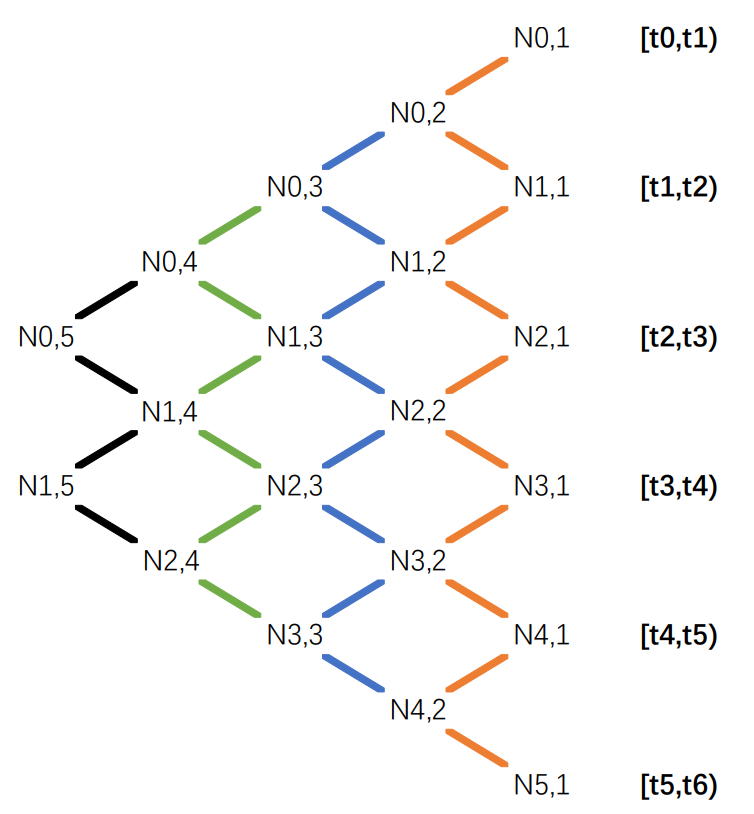 N0,1 [t0,t1)
N0,2
N0,3 N1,1 [t1,t2)
N0,4 N1,2
N0,5 N1,3 N2,1 [t2,t3)
N1,4 N2,2
N1,5 N2,3 N3,1 [t3,t4)
N2,4 N3,2
N3,3 N4,1 [t4,t5)
N4,2
N5,1 [t5,t6)